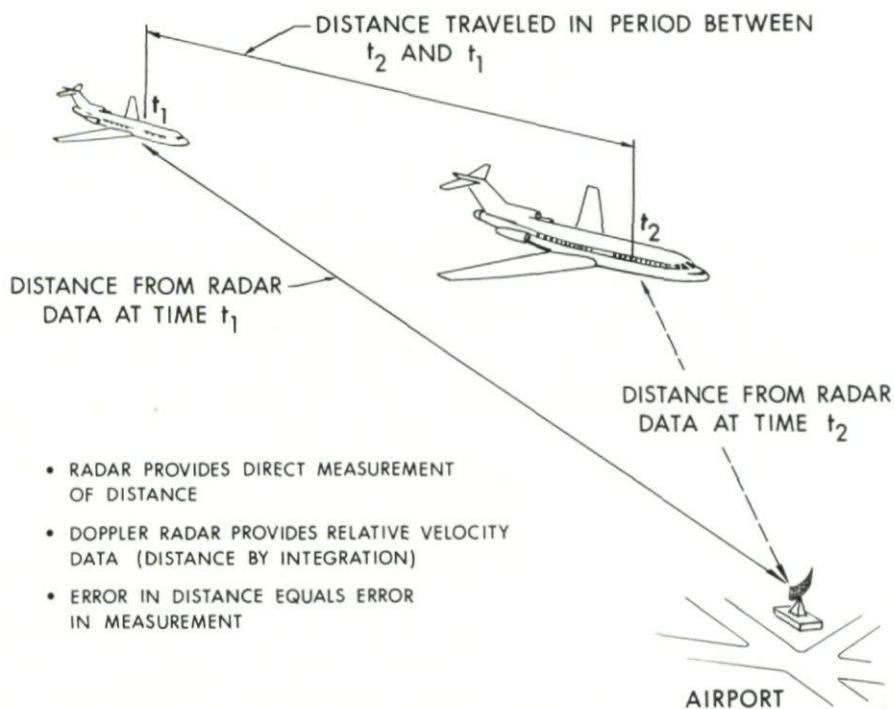 DISTANCE TRAVELED IN PERIOD BETWEEN
t₂ AND t₁
t₁
t₂
DISTANCE FROM RADAR
DATA AT TIME t₁
DISTANCE FROM RADAR
DATA AT TIME t₂
• RADAR PROVIDES DIRECT MEASUREMENT
OF DISTANCE
• DOPPLER RADAR PROVIDES RELATIVE VELOCITY
DATA (DISTANCE BY INTEGRATION)
• ERROR IN DISTANCE EQUALS ERROR
IN MEASUREMENT
AIRPORT